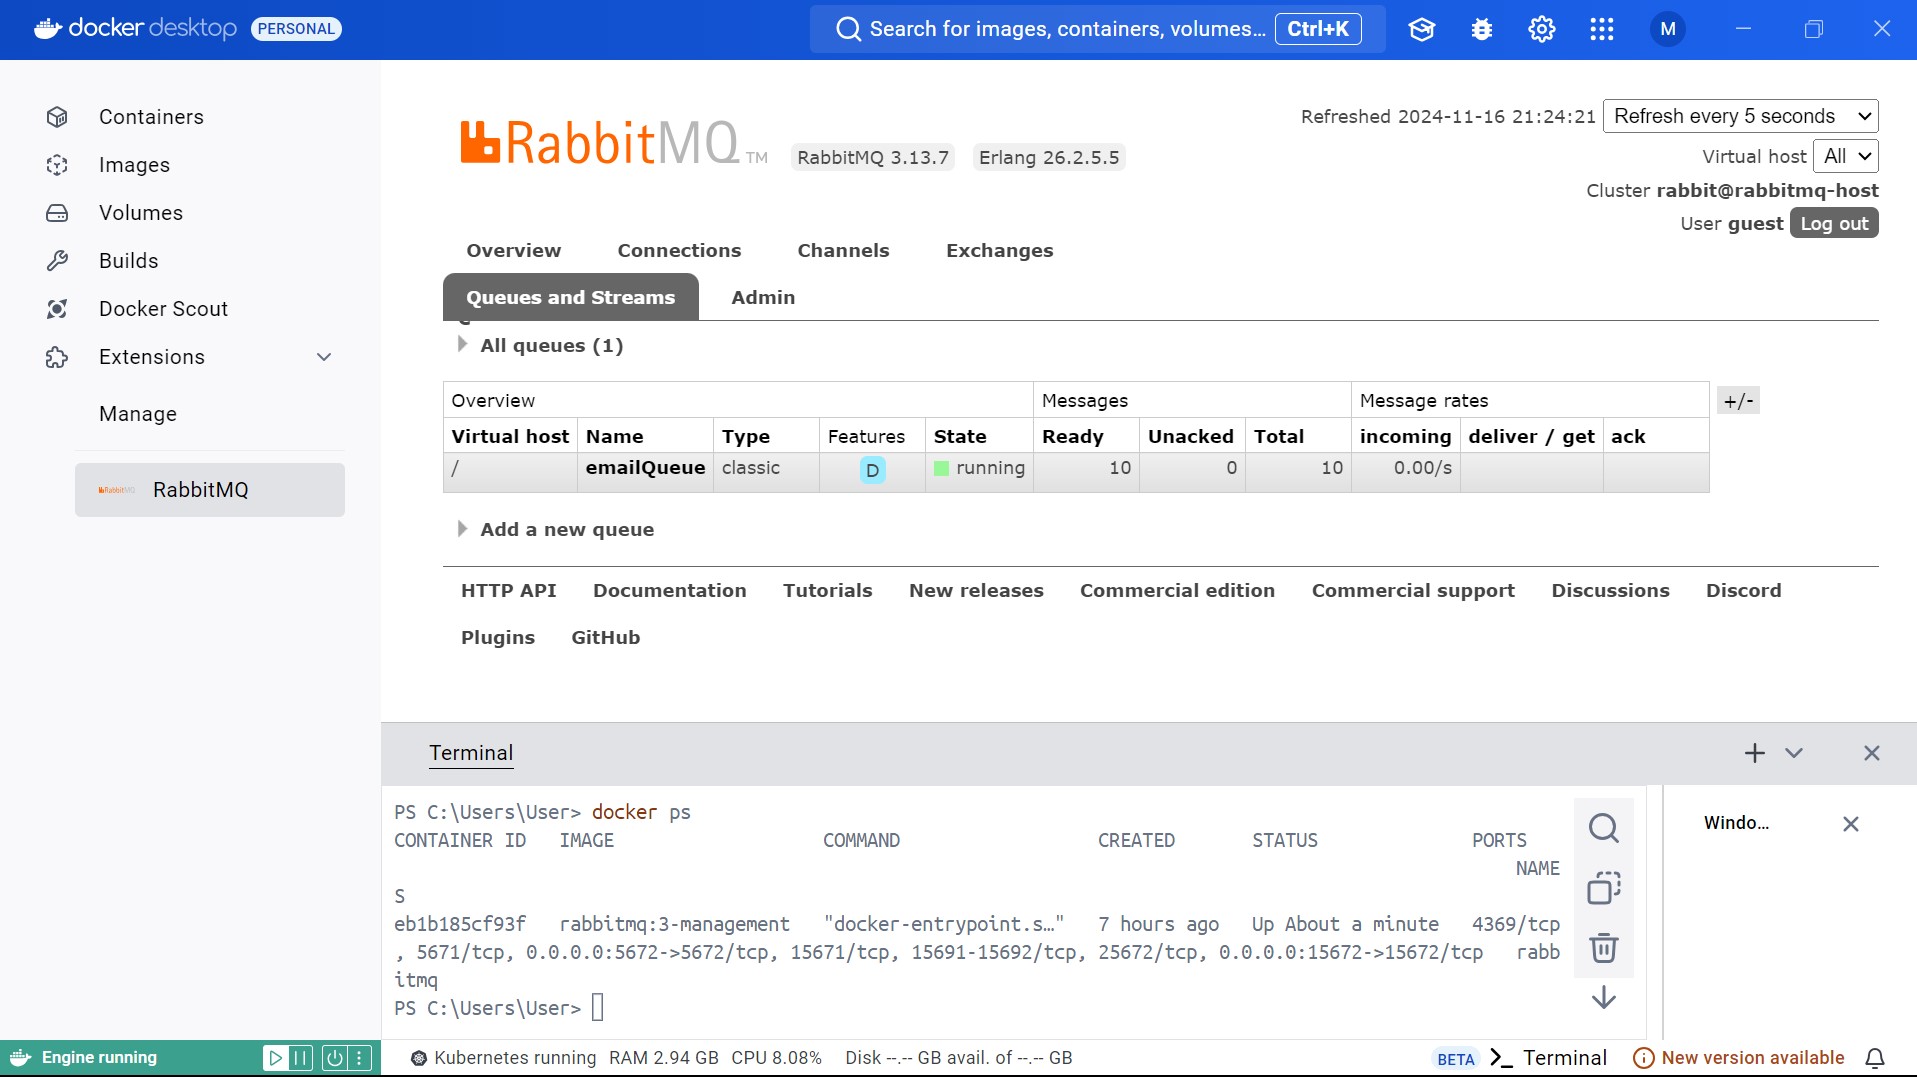 docker desktop PERSONAL Search for images, containers, volumes... Ctrl+K M
Containers
Images
Volumes
Builds
Docker Scout
Extensions
Manage
RabbitMQ RabbitMQ
RabbitMQ TM RabbitMQ 3.13.7 Erlang 26.2.5.5
Refreshed 2024-11-16 21:24:21 Refresh every 5 seconds
Virtual host All
Cluster rabbit@rabbitmq-host
User guest Log out
Overview Connections Channels Exchanges
Queues and Streams Admin
All queues (1)
Overview Messages Message rates +/-
Virtual host Name Type Features State Ready Unacked Total incoming deliver / get ack
/ emailQueue classic D running 10 0 10 0.00/s
Add a new queue
HTTP API Documentation Tutorials New releases Commercial edition Commercial support Discussions Discord
Plugins GitHub
Terminal
PS C:\Users\User> docker ps
CONTAINER ID IMAGE COMMAND CREATED STATUS PORTS
NAME
S
eb1b185cf93f rabbitmq:3-management "docker-entrypoint.s…" 7 hours ago Up About a minute 4369/tcp
, 5671/tcp, 0.0.0.0:5672->5672/tcp, 15671/tcp, 15691-15692/tcp, 25672/tcp, 0.0.0.0:15672->15672/tcp rabb
itmq
PS C:\Users\User>
Windo...
Engine running Kubernetes running RAM 2.94 GB CPU 8.08% Disk --.-- GB avail. of --.-- GB BETA Terminal New version available